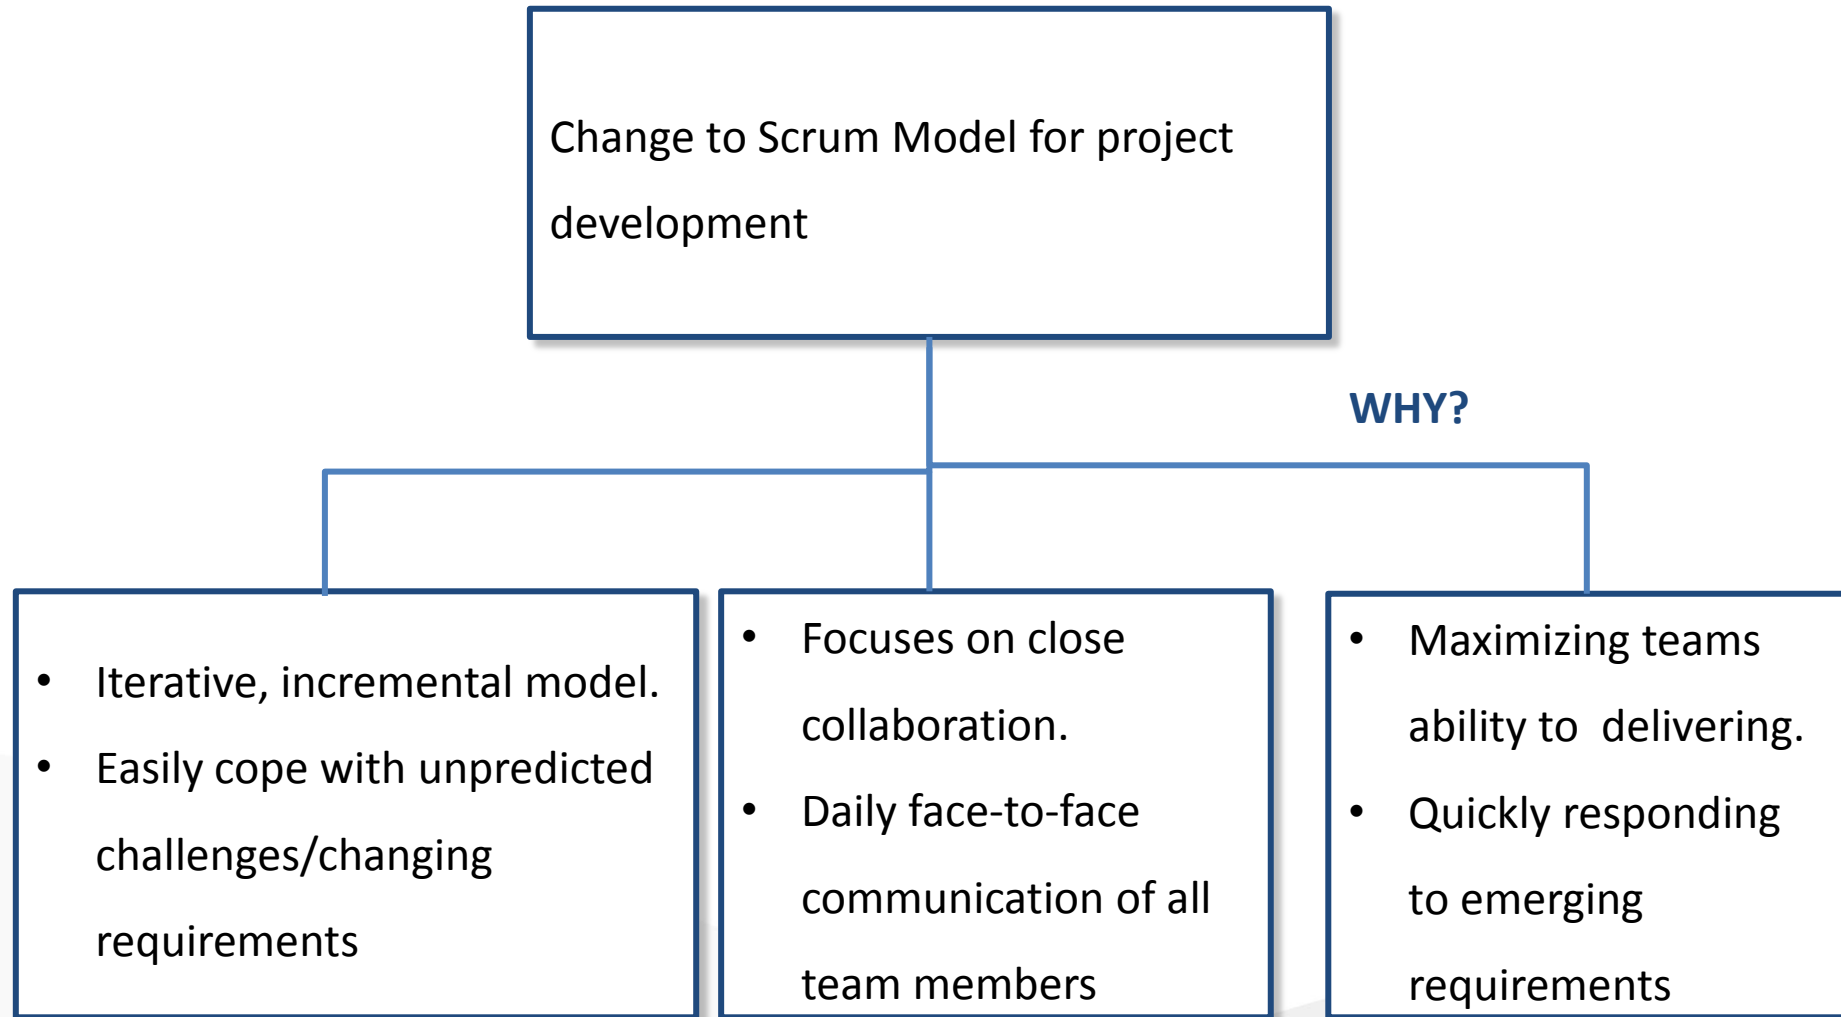 Change to Scrum Model for project
development
WHY?
• Iterative, incremental model.
• Easily cope with unpredicted
challenges/changing
requirements
• Focuses on close
collaboration.
• Daily face-to-face
communication of all
team members
• Maximizing teams
ability to  delivering.
• Quickly responding
to emerging
requirements